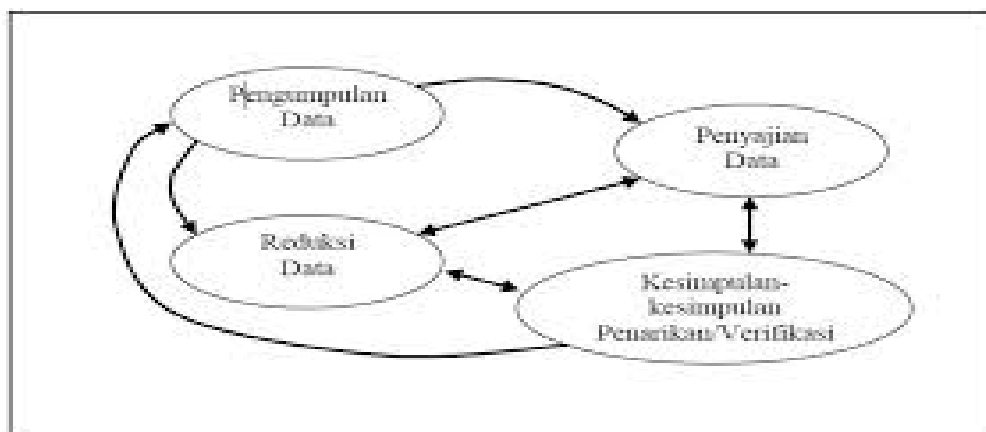 Pengumpulan
Data
Penyajian
Data
Reduksi
Data
Kesimpulan-
kesimpulan
Penarikan/Verifikasi